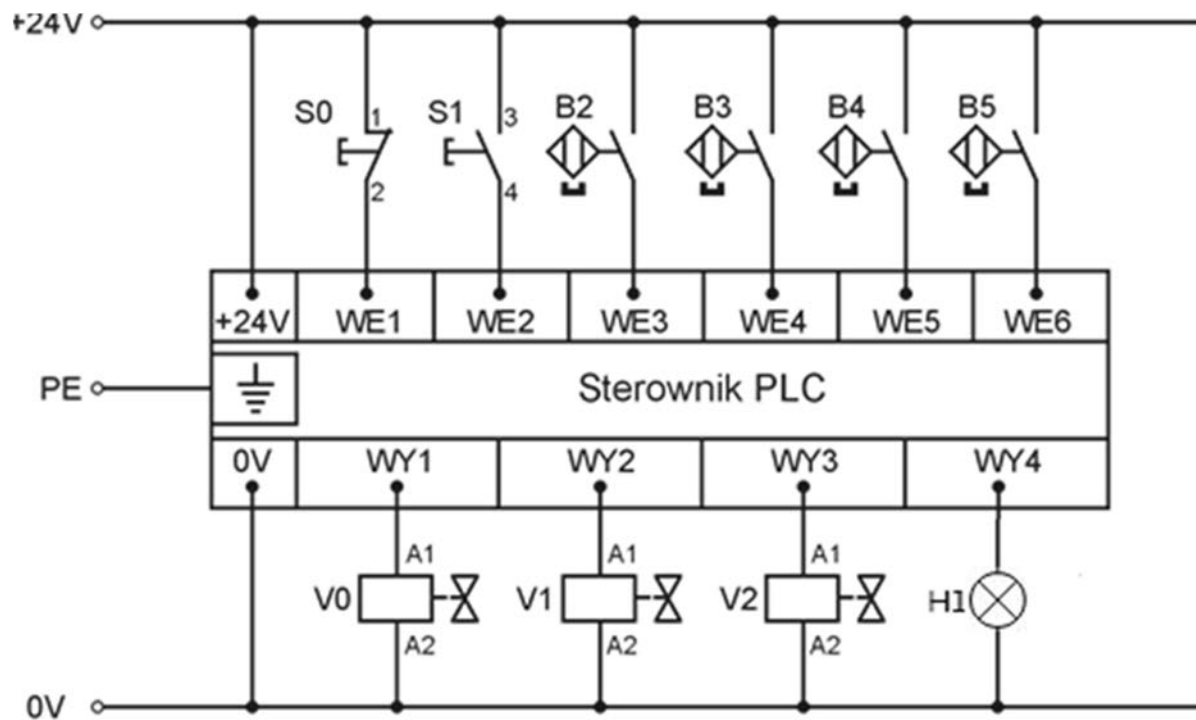 +24V
S0 1 2
S1 3 4
B2
B3
B4
B5
+24V WE1 WE2 WE3 WE4 WE5 WE6
PE Sterownik PLC
0V WY1 WY2 WY3 WY4
A1 A1 A1
V0 V1 V2 H1
A2 A2 A2
0V